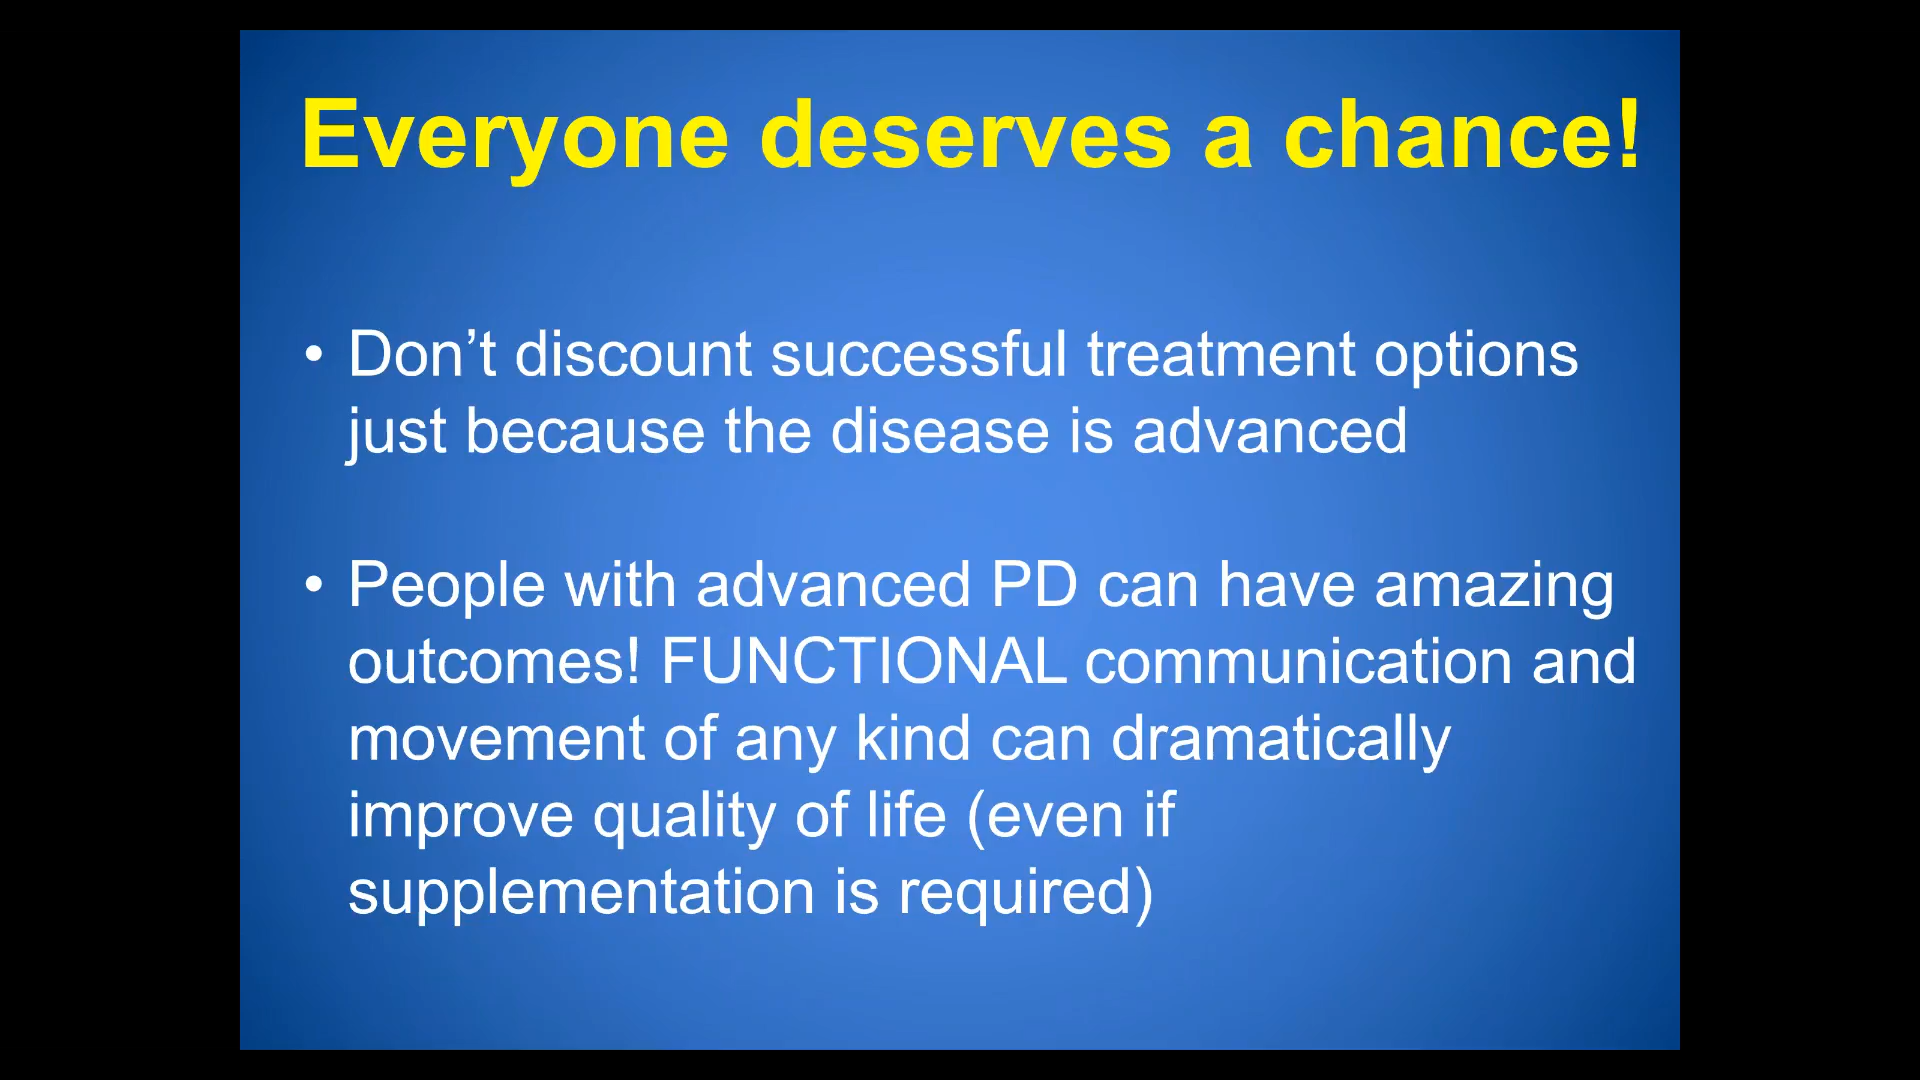 Everyone deserves a chance!
• Don’t discount successful treatment options
just because the disease is advanced
• People with advanced PD can have amazing
outcomes! FUNCTIONAL communication and
movement of any kind can dramatically
improve quality of life (even if
supplementation is required)